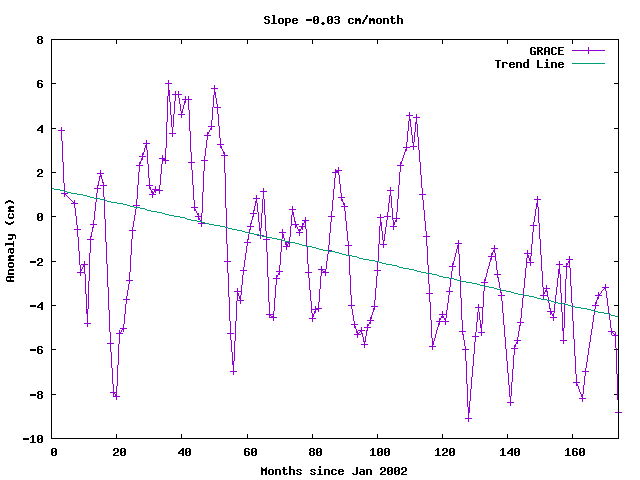 Slope -0.03 cm/month
8
6
4
2
0
-2
-4
-6
-8
-10
Anomaly (cm)
GRACE
Trend Line
0 20 40 60 80 100 120 140 160
Months since Jan 2002